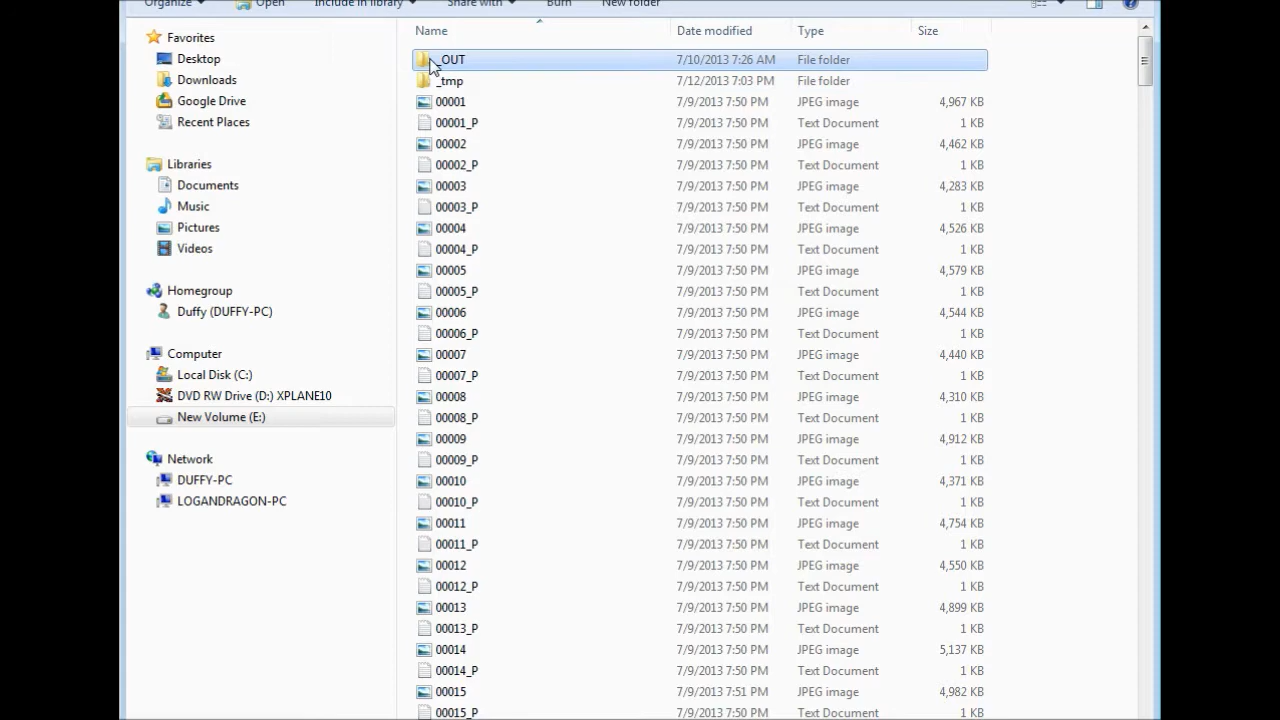 Organize Open Include in library Share with Burn New folder
Name Date modified Type Size
Favorites
Desktop
Downloads
Google Drive
Recent Places
Libraries
Documents
Music
Pictures
Videos
Homegroup
Duffy (DUFFY-PC)
Computer
Local Disk (C:)
DVD RW Drive (D:) XPLANE10
New Volume (E:)
Network
DUFFY-PC
LOGANDRAGON-PC
_OUT 7/10/2013 7:26 AM File folder
_tmp 7/12/2013 7:03 PM File folder
00001 7/9/2013 7:50 PM JPEG image ,967 KB
00001_P 7/9/2013 7:50 PM Text Document 1 KB
00002 7/9/2013 7:50 PM JPEG image ,462 KB
00002_P 7/9/2013 7:50 PM Text Document 1 KB
00003 7/9/2013 7:50 PM JPEG image 4,283 KB
00003_P 7/9/2013 7:50 PM Text Document 1 KB
00004 7/9/2013 7:50 PM JPEG image 4,526 KB
00004_P 7/9/2013 7:50 PM Text Document 1 KB
00005 7/9/2013 7:50 PM JPEG image ,579 KB
00005_P 7/9/2013 7:50 PM Text Document 1 KB
00006 7/9/2013 7:50 PM JPEG image ,544 KB
00006_P 7/9/2013 7:50 PM Text Document 1 KB
00007 7/9/2013 7:50 PM JPEG image ,440 KB
00007_P 7/9/2013 7:50 PM Text Document 1 KB
00008 7/9/2013 7:50 PM JPEG image ,310 KB
00008_P 7/9/2013 7:50 PM Text Document 1 KB
00009 7/9/2013 7:50 PM JPEG image ,912 KB
00009_P 7/9/2013 7:50 PM Text Document 1 KB
00010 7/9/2013 7:50 PM JPEG image 4,371 KB
00010_P 7/9/2013 7:50 PM Text Document 1 KB
00011 7/9/2013 7:50 PM JPEG image 4,754 KB
00011_P 7/9/2013 7:50 PM Text Document 1 KB
00012 7/9/2013 7:50 PM JPEG image ,550 KB
00012_P 7/9/2013 7:50 PM Text Document 1 KB
00013 7/9/2013 7:50 PM JPEG image ,899 KB
00013_P 7/9/2013 7:50 PM Text Document 1 KB
00014 7/9/2013 7:50 PM JPEG image ,137 KB
00014_P 7/9/2013 7:50 PM Text Document 1 KB
00015 7/9/2013 7:51 PM JPEG image ,982 KB
00015_P 7/9/2013 7:50 PM Text Document 1 KB